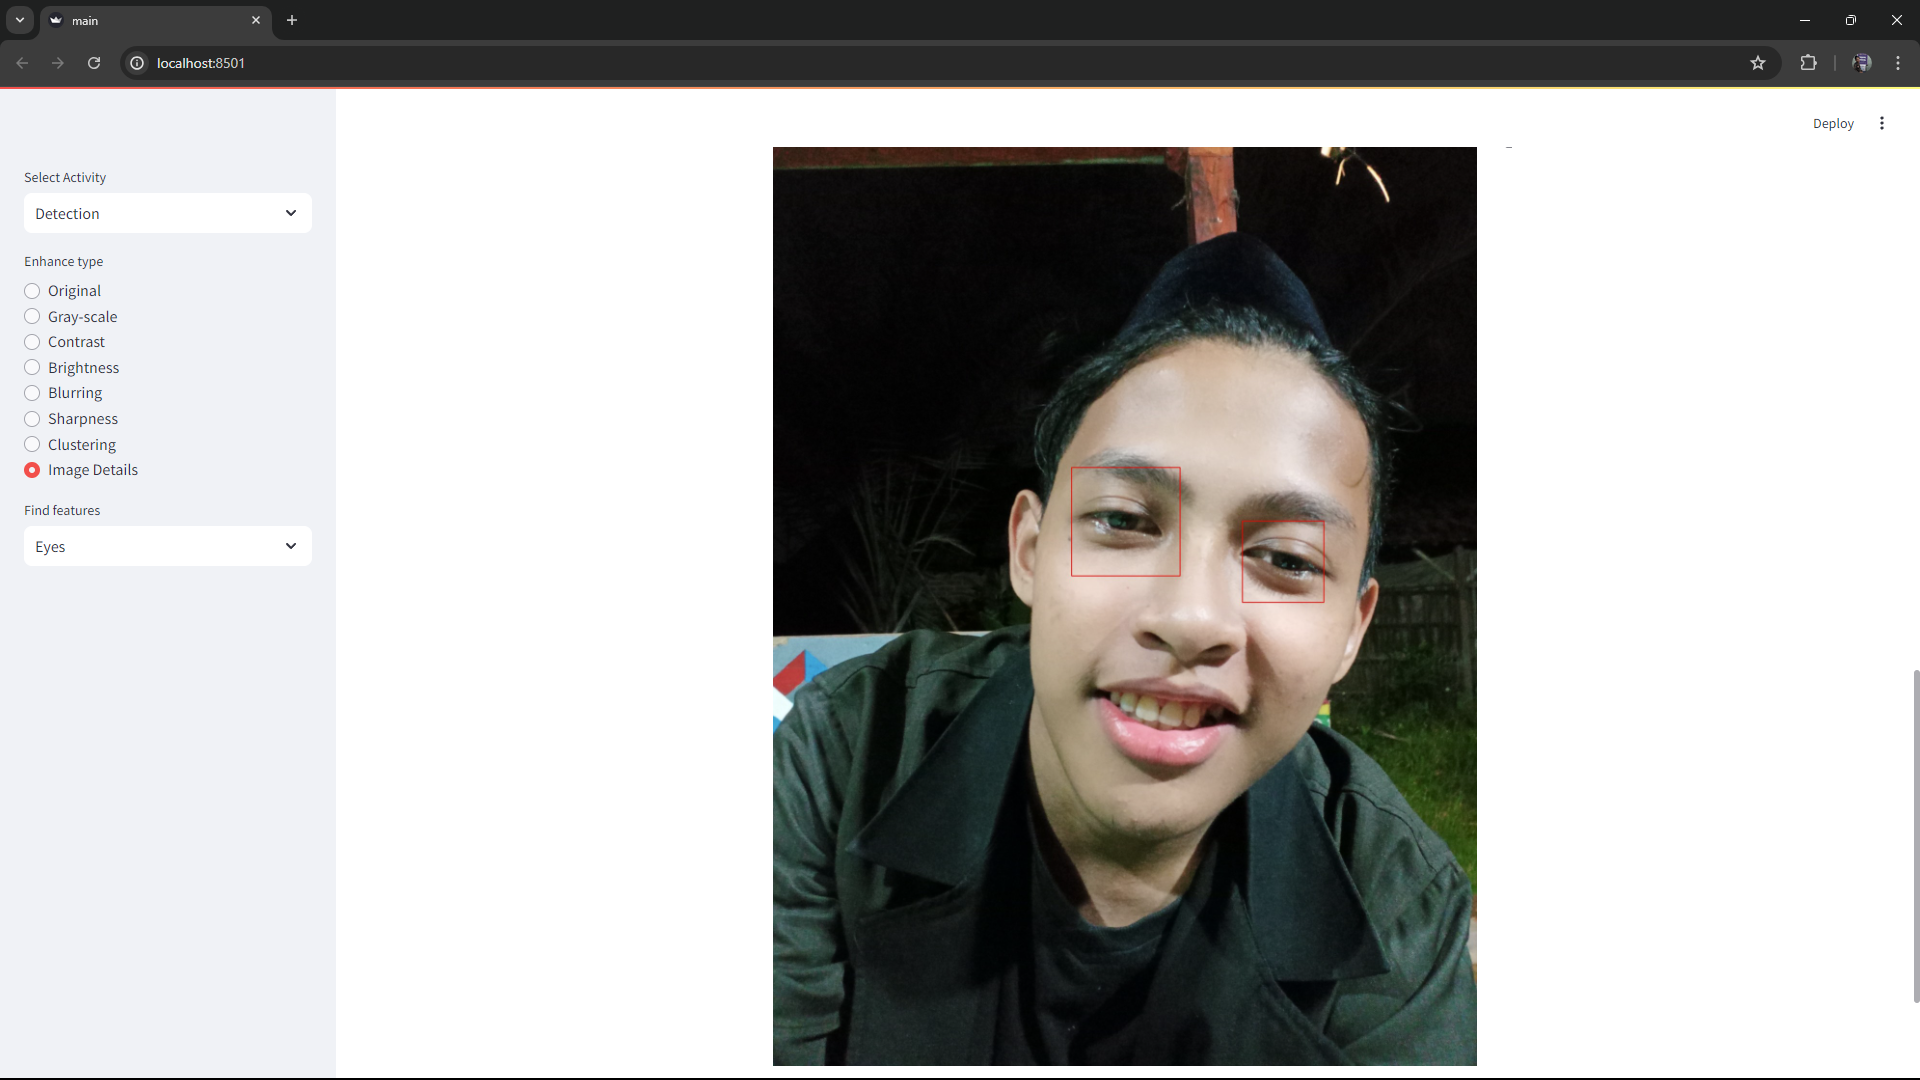 main
localhost:8501
Deploy
Select Activity
Detection
Enhance type
Original
Gray-scale
Contrast
Brightness
Blurring
Sharpness
Clustering
Image Details
Find features
Eyes